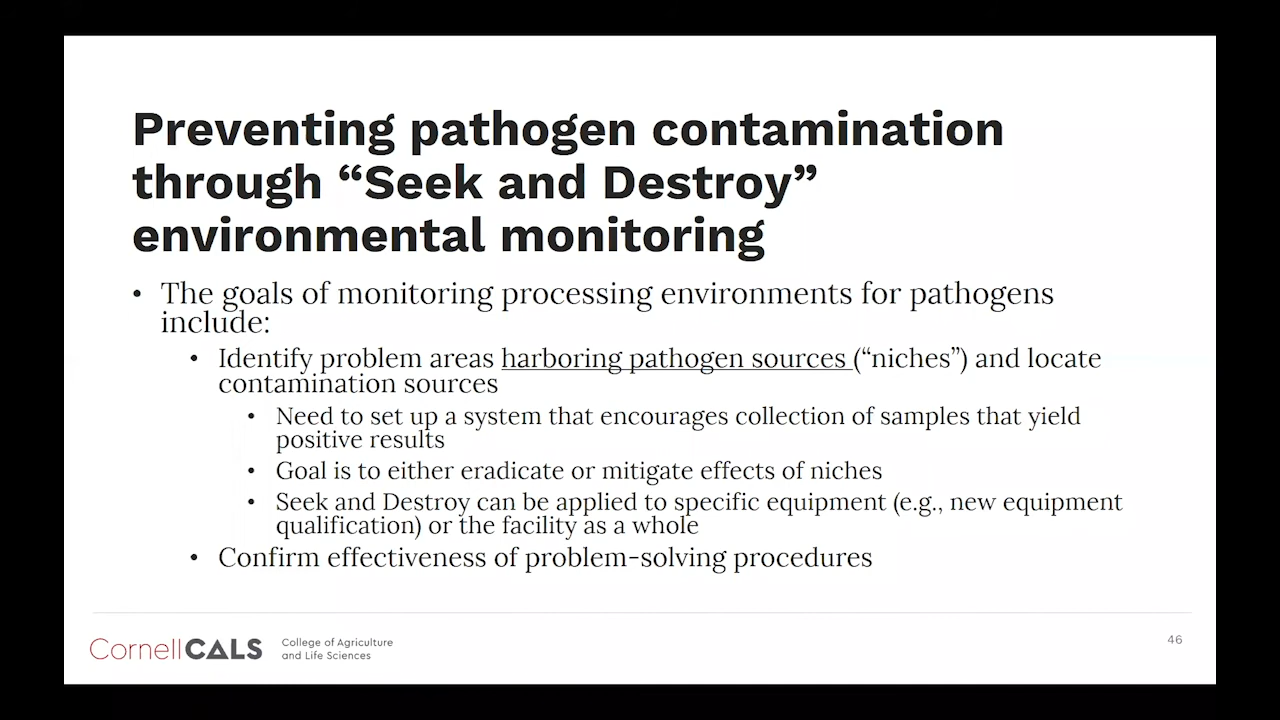 Preventing pathogen contamination
through “Seek and Destroy”
environmental monitoring
• The goals of monitoring processing environments for pathogens
include:
• Identify problem areas harboring pathogen sources (“niches”) and locate
contamination sources
• Need to set up a system that encourages collection of samples that yield
positive results
• Goal is to either eradicate or mitigate effects of niches
• Seek and Destroy can be applied to specific equipment (e.g., new equipment
qualification) or the facility as a whole
• Confirm effectiveness of problem-solving procedures
CornellCALS
College of Agriculture
and Life Sciences
46